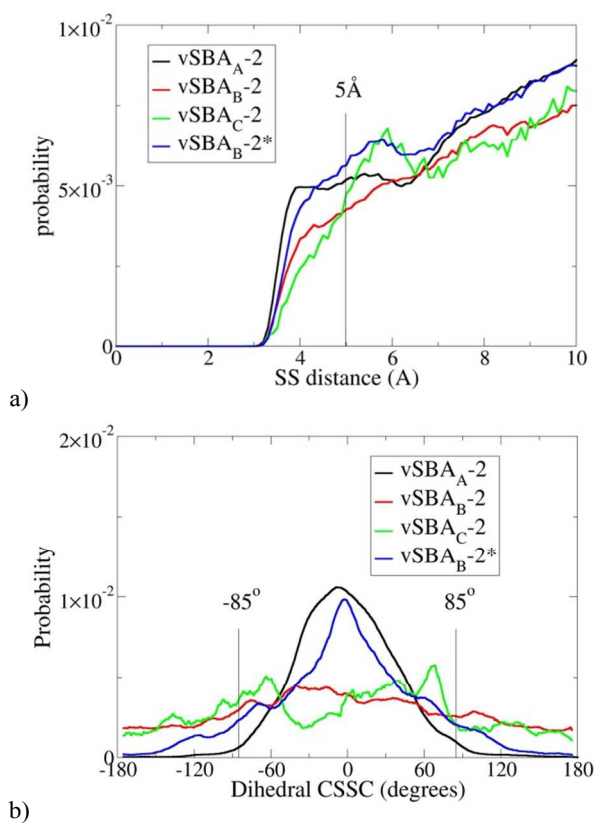 1×10⁻²
vSBA_A-2
vSBA_B-2
vSBA_C-2
vSBA_B-2*
5Å
probability
5×10⁻³
0
0 2 4 6 8 10
SS distance (A)
a)
2×10⁻²
vSBA_A-2
vSBA_B-2
vSBA_C-2
vSBA_B-2*
Probability
1×10⁻²
-85°
85°
0
-180 -120 -60 0 60 120 180
Dihedral CSSC (degrees)
b)